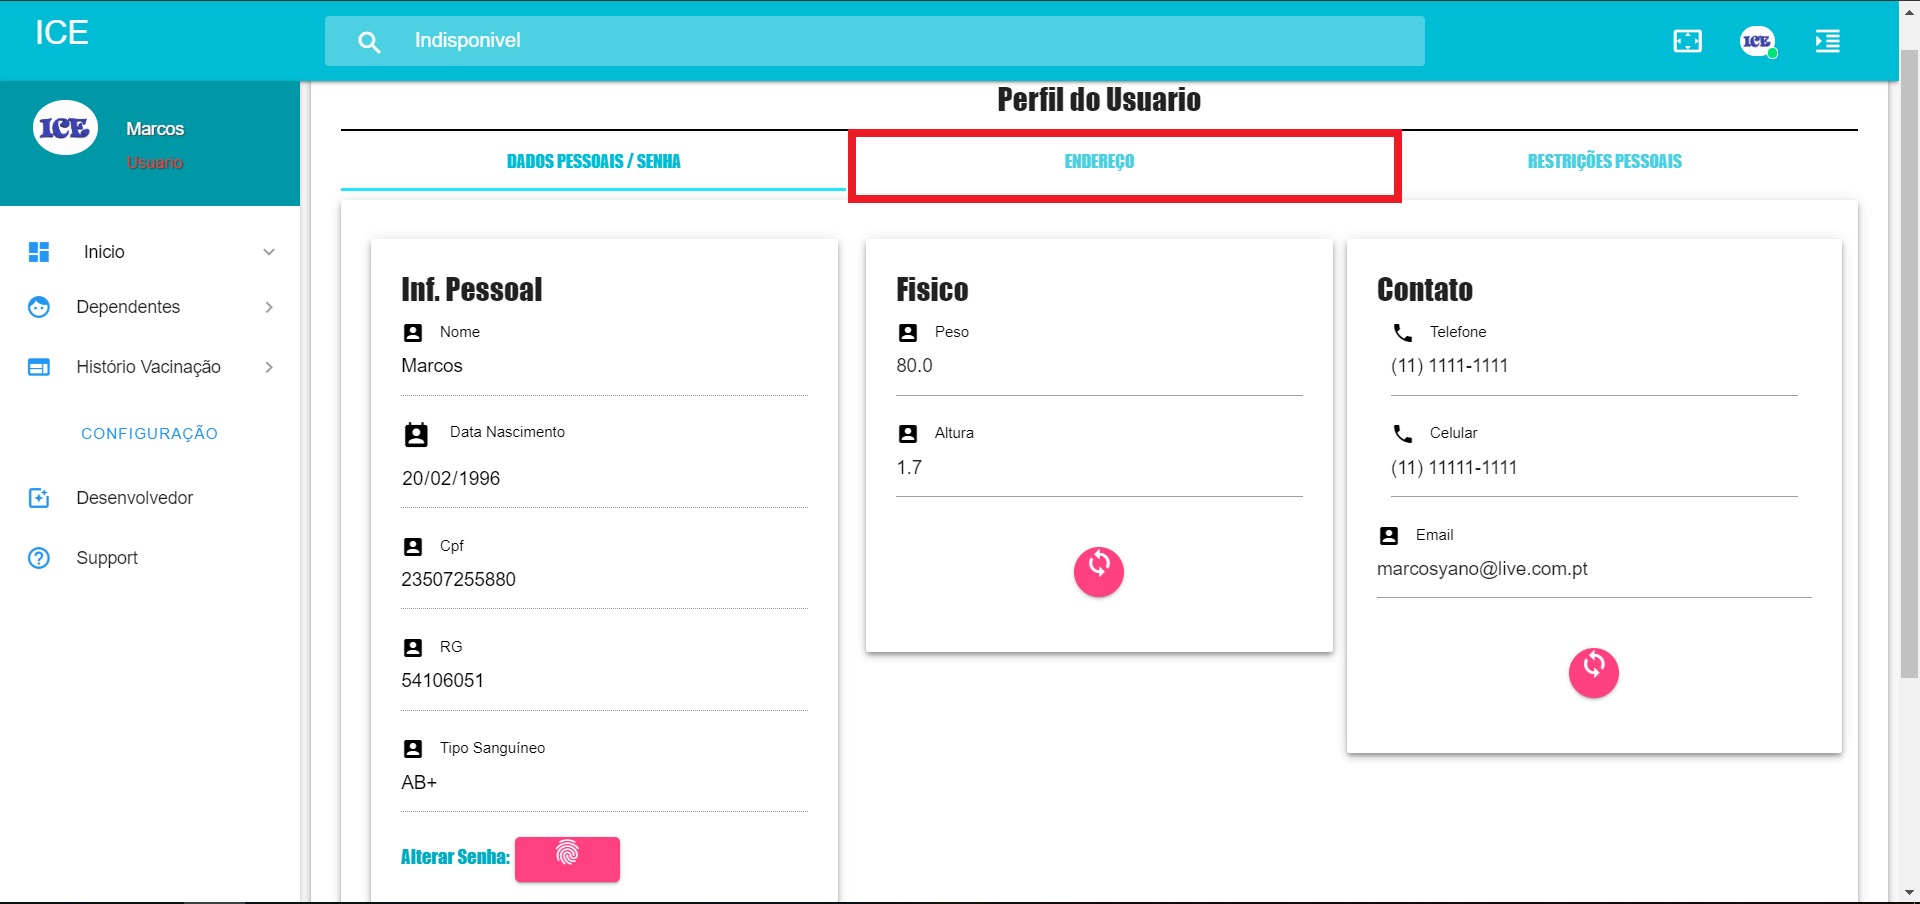 ICE
Indisponivel
ICE
ICE
Marcos
Usuario
Inicio
Dependentes
Histório Vacinação
CONFIGURAÇÃO
Desenvolvedor
Support
Perfil do Usuario
DADOS PESSOAIS / SENHA
ENDEREÇO
RESTRIÇÕES PESSOAIS
Inf. Pessoal
Nome
Marcos
Data Nascimento
20/02/1996
Cpf
23507255880
RG
54106051
Tipo Sanguíneo
AB+
Alterar Senha:
Fisico
Peso
80.0
Altura
1.7
Contato
Telefone
(11) 1111-1111
Celular
(11) 11111-1111
Email
marcosyano@live.com.pt